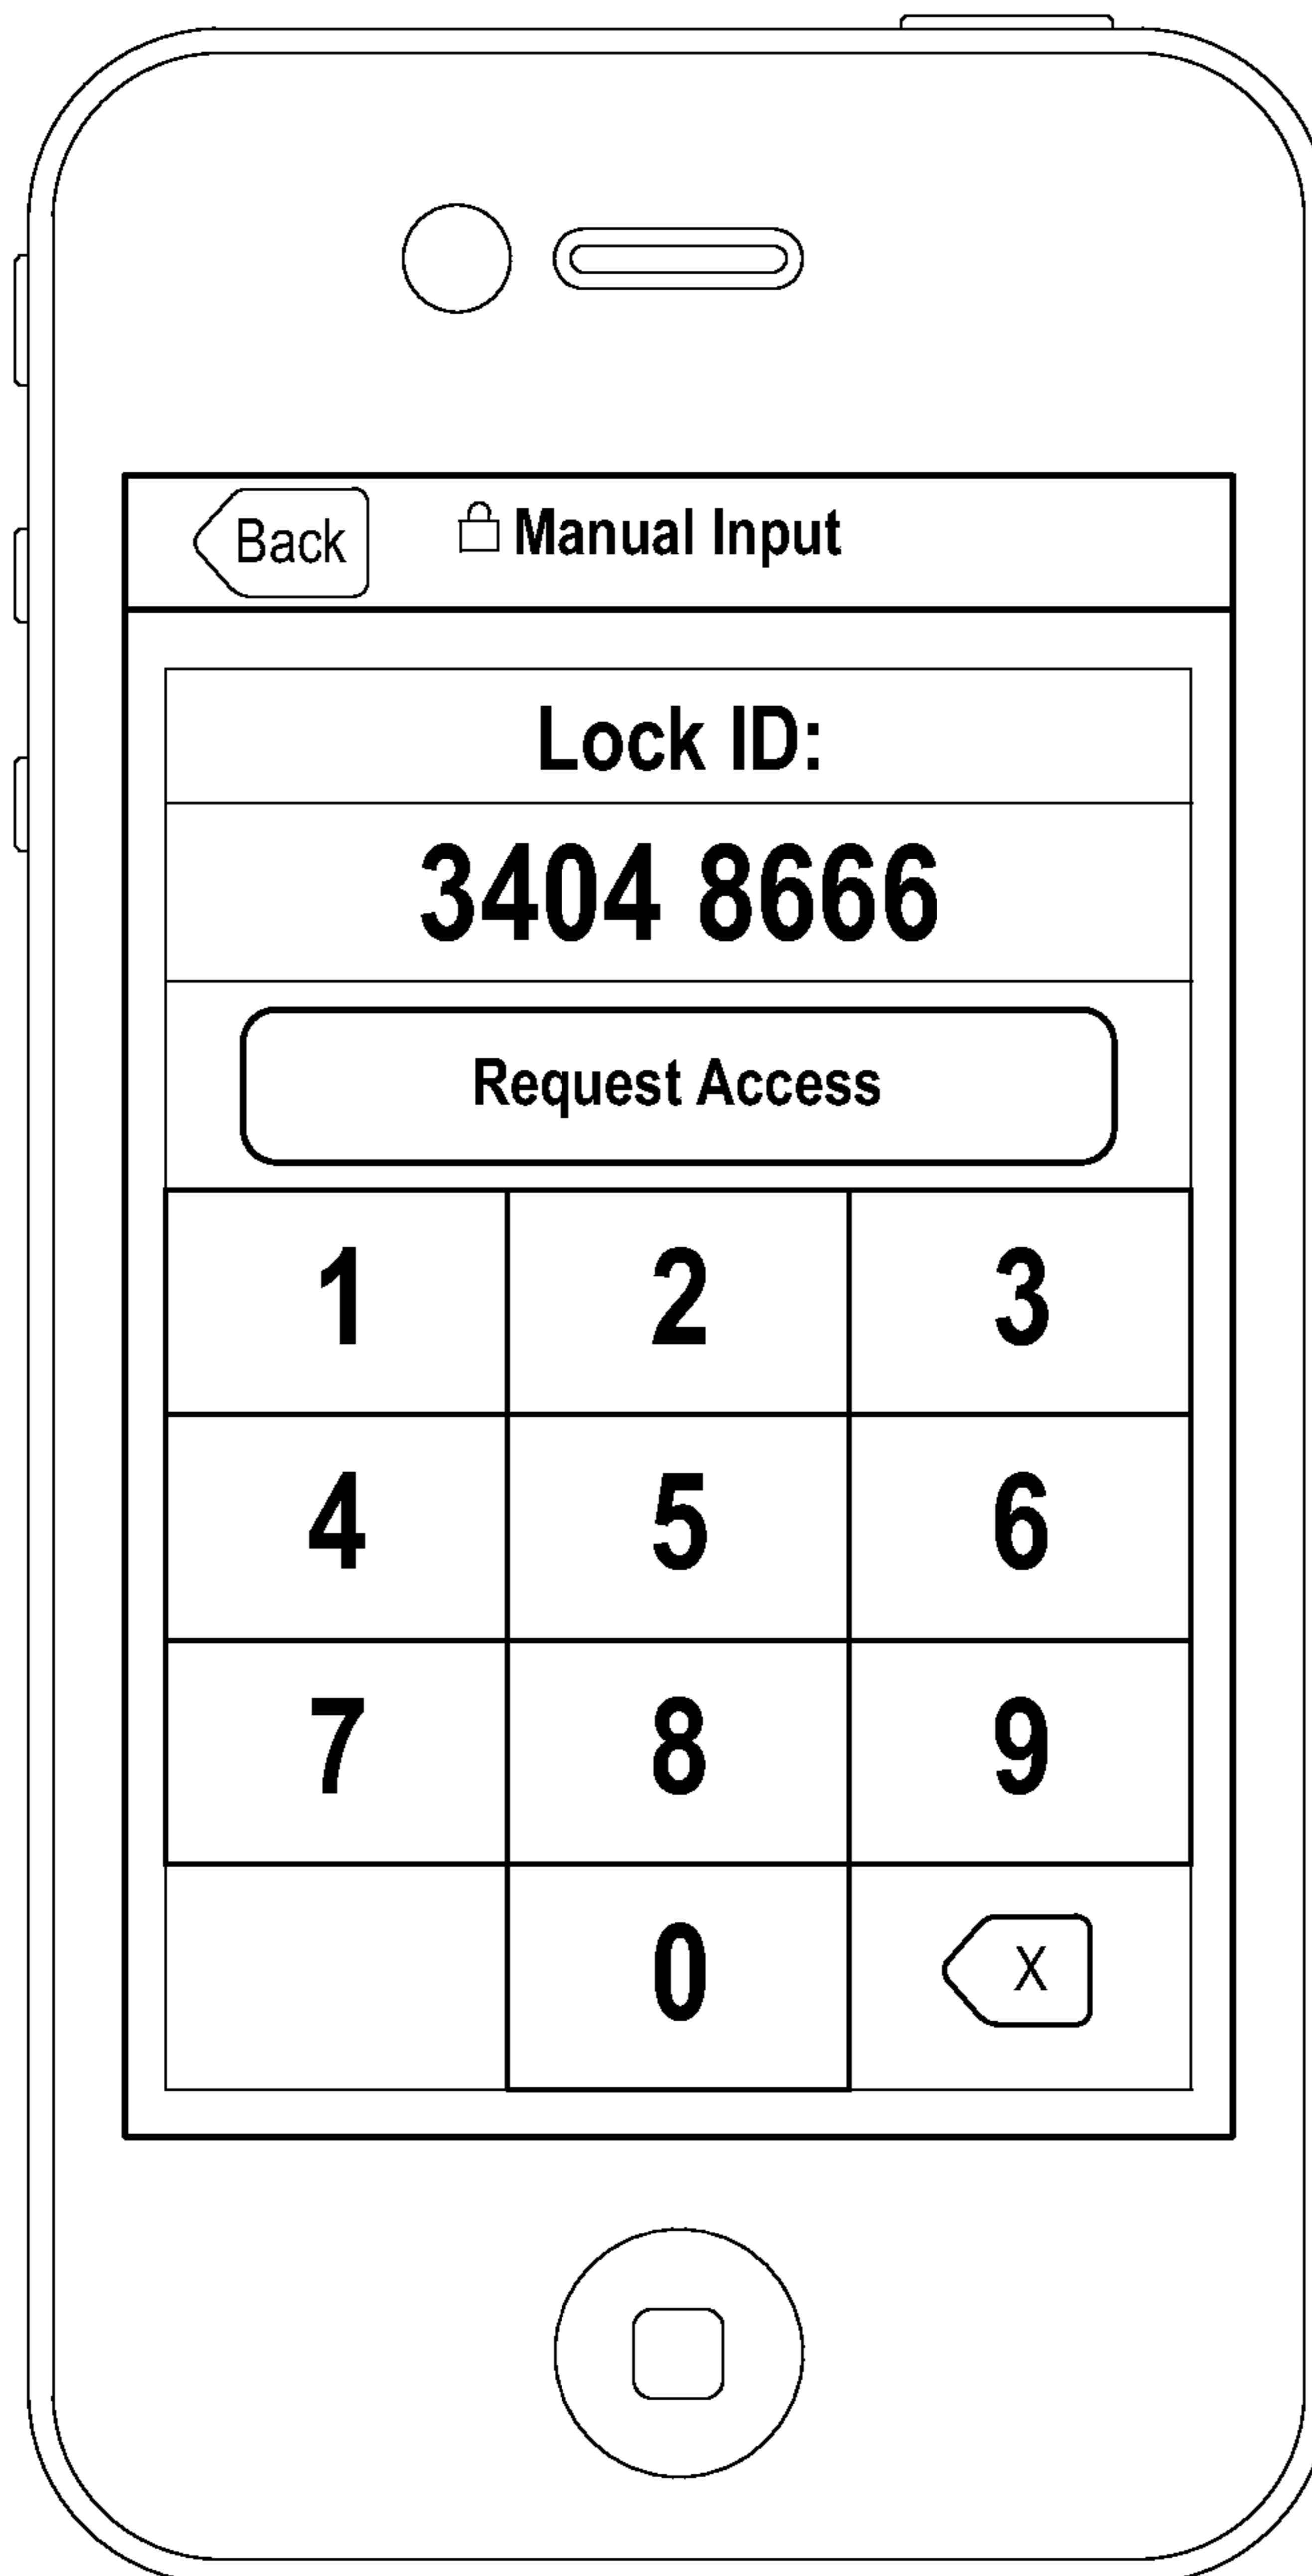 Back Manual Input
Lock ID:
3404 8666
Request Access
1 2 3
4 5 6
7 8 9
0 X